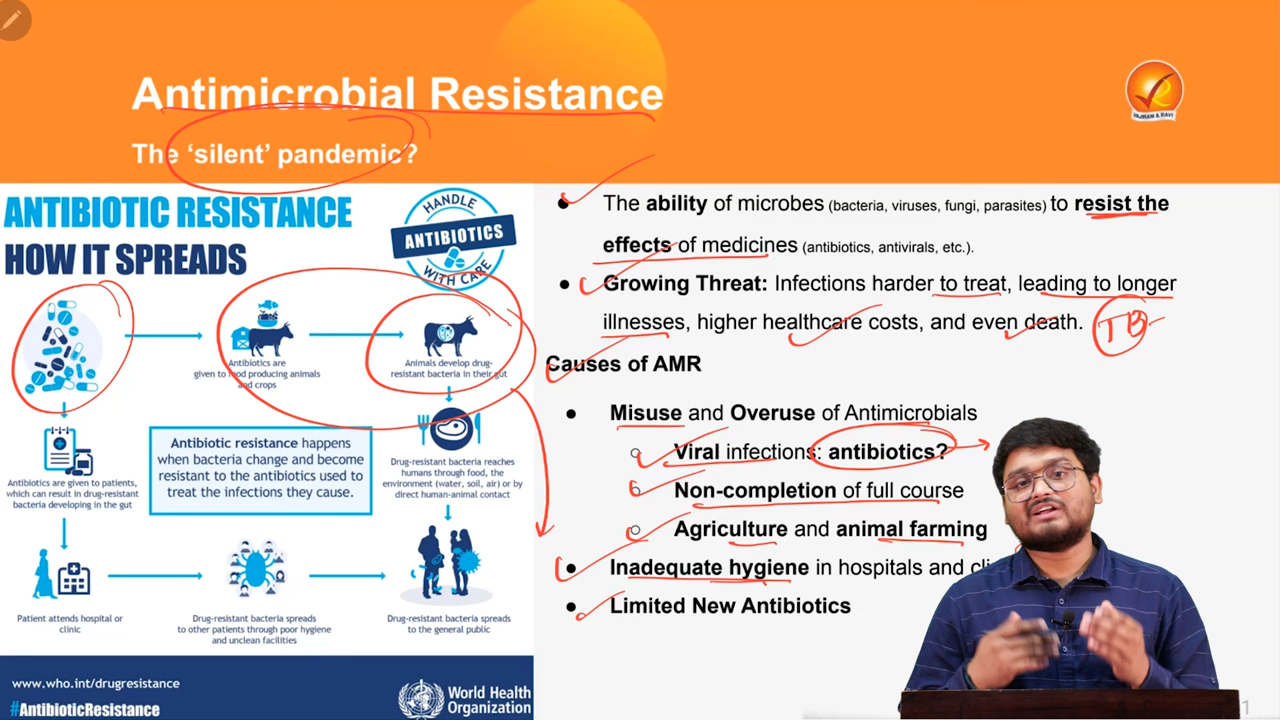 Antimicrobial Resistance
The ‘silent’ pandemic?
VAJIRAM & RAVI
ANTIBIOTIC RESISTANCE
HOW IT SPREADS
HANDLE
ANTIBIOTICS
WITH CARE
Antibiotics are
given to food producing animals
and crops
Animals develop drug-
resistant bacteria in their gut
Antibiotics are given to patients,
which can result in drug-resistant
bacteria developing in the gut
Antibiotic resistance happens
when bacteria change and become
resistant to the antibiotics used to
treat the infections they cause.
Drug-resistant bacteria reaches
humans through food, the
environment (water, soil, air) or by
direct human-animal contact
Patient attends hospital or
clinic
Drug-resistant bacteria spreads
to other patients through poor hygiene
and unclean facilities
Drug-resistant bacteria spreads
to the general public
www.who.int/drugresistance
#AntibioticResistance
World Health
Organization
● The ability of microbes (bacteria, viruses, fungi, parasites) to resist the
effects of medicines (antibiotics, antivirals, etc.).
● Growing Threat: Infections harder to treat, leading to longer
illnesses, higher healthcare costs, and even death.
TB
Causes of AMR
● Misuse and Overuse of Antimicrobials
○ Viral infections: antibiotics?
○ Non-completion of full course
○ Agriculture and animal farming
● Inadequate hygiene in hospitals and
● Limited New Antibiotics
1